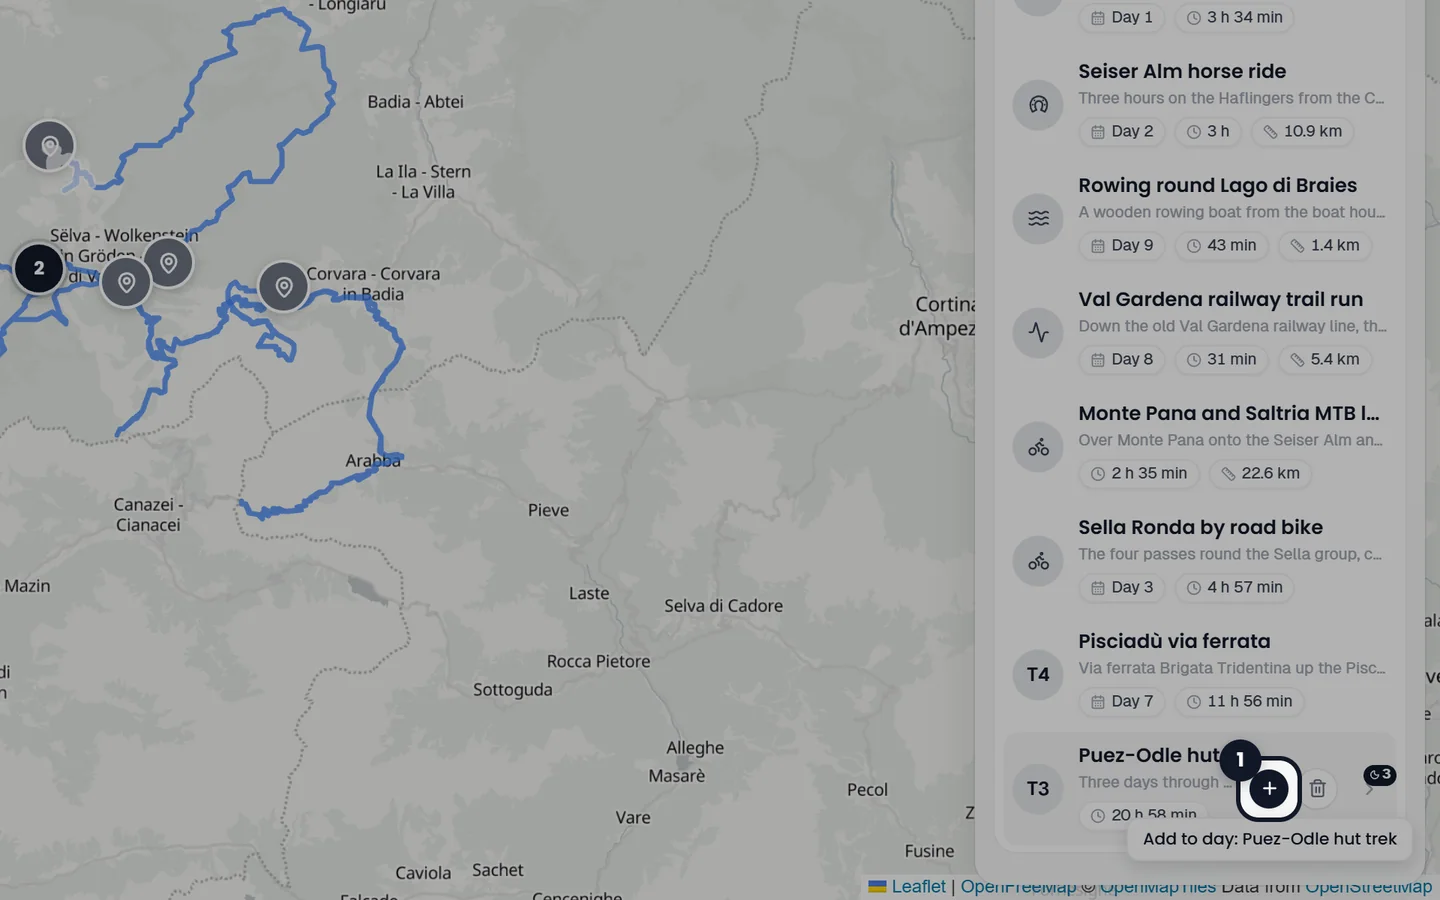 - Longiarù
Badia - Abtei
La Ila - Stern
- La Villa
Sëlva - Wolkenstein
in Gröden -
di V
2
Corvara - Corvara
in Badia
Cortina
d'Ampez
Arabba
Canazei -
Cianacei
Pieve
Mazin
Laste
Selva di Cadore
Rocca Pietore
Sottoguda
Alleghe
Masarè
Vare
Pecol
Fusine
Caviola
Sachet
Cencenighe
Day 1
3 h 34 min
Seiser Alm horse ride
Three hours on the Haflingers from the C...
Day 2
3 h
10.9 km
Rowing round Lago di Braies
A wooden rowing boat from the boat hou...
Day 9
43 min
1.4 km
Val Gardena railway trail run
Down the old Val Gardena railway line, th...
Day 8
31 min
5.4 km
Monte Pana and Saltria MTB l...
Over Monte Pana onto the Seiser Alm an...
2 h 35 min
22.6 km
Sella Ronda by road bike
The four passes round the Sella group, c...
Day 3
4 h 57 min
T4
Pisciadù via ferrata
Via ferrata Brigata Tridentina up the Pisc...
Day 7
11 h 56 min
T3
Puez-Odle hut
Three days through ...
20 h 58 min
1
3
Add to day: Puez-Odle hut trek
Leaflet | OpenFreeMap © OpenMapTiles Data from OpenStreetMap